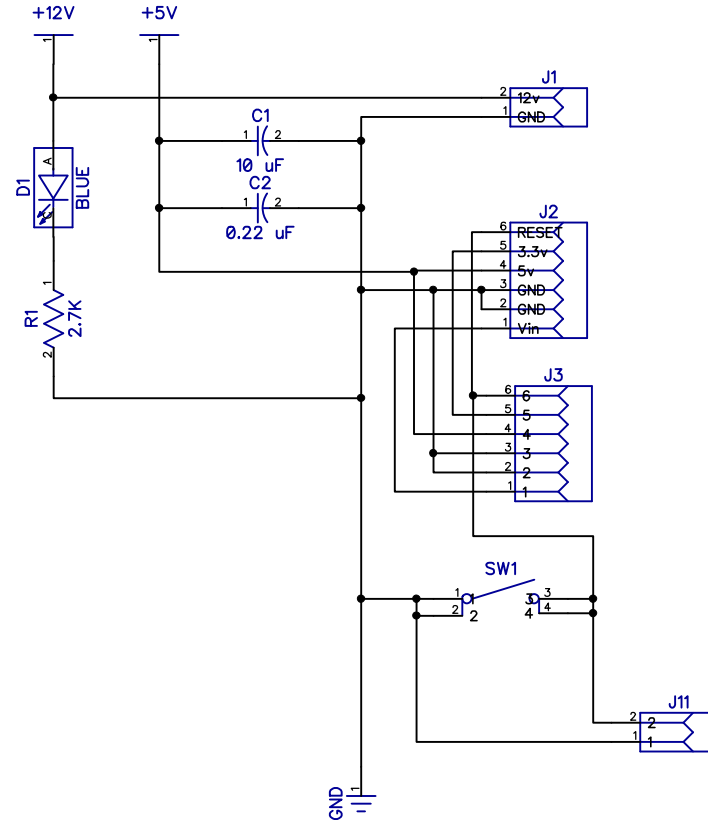 +12V +5V
1 1
J1
2 12v
1 GND
C1
1 2
10 uF
C2
1 2
0.22 uF
D1 A C BLUE
J2
6 RESET
5 3.3v
4 5v
3 GND
2 GND
1 Vin
R1 1 2 2.7K
J3
6 6
5 5
4 4
3 3
2 2
1 1
SW1
1 1 3 3
2 2 4 4
J11
2 2
1 1
GND 1